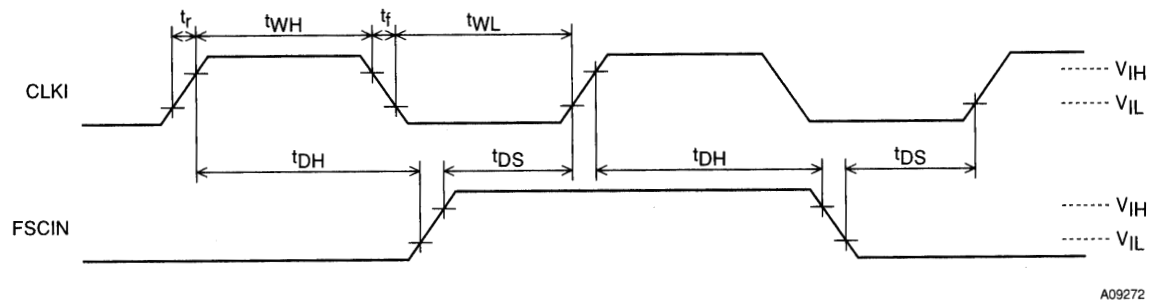 tr tWH tf tWL
CLKI
VIH
VIL
tDH tDS tDH tDS
FSCIN
VIH
VIL
A09272